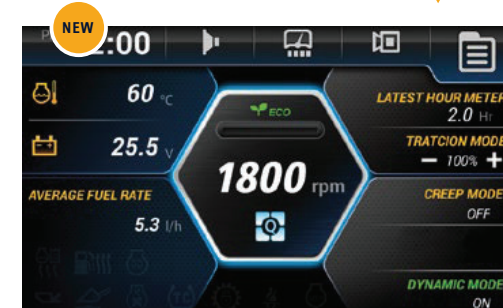 NEW
:00
60 °C
25.5 V
AVERAGE FUEL RATE
5.3 l/h
ECO
1800 rpm
Q
LATEST HOUR METER
2.0 Hr
TRATCION MODE
− 100% +
CREEP MODE
OFF
DYNAMIC MODE
ON